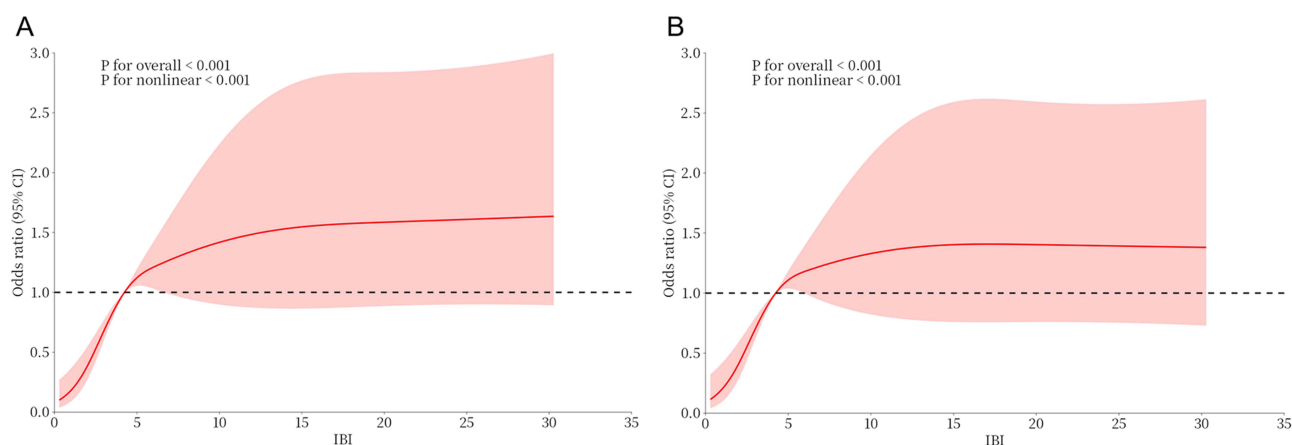 A
P for overall < 0.001
P for nonlinear < 0.001
Odds ratio (95% CI)
3.0
2.5
2.0
1.5
1.0
0.5
0.0
0 5 10 15 20 25 30 35
IBI
B
P for overall < 0.001
P for nonlinear < 0.001
Odds ratio (95% CI)
3.0
2.5
2.0
1.5
1.0
0.5
0.0
0 5 10 15 20 25 30 35
IBI